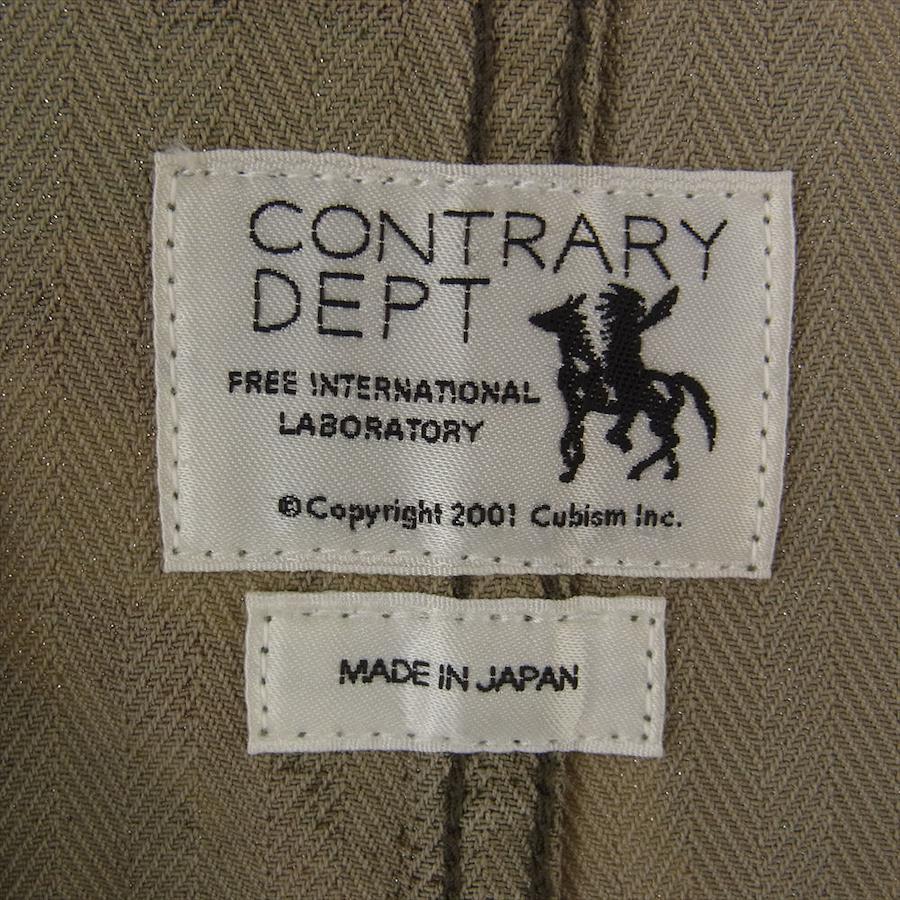 CONTRARY
DEPT
FREE INTERNATIONAL
LABORATORY
©Copyright 2001 Cubism Inc.
MADE IN JAPAN